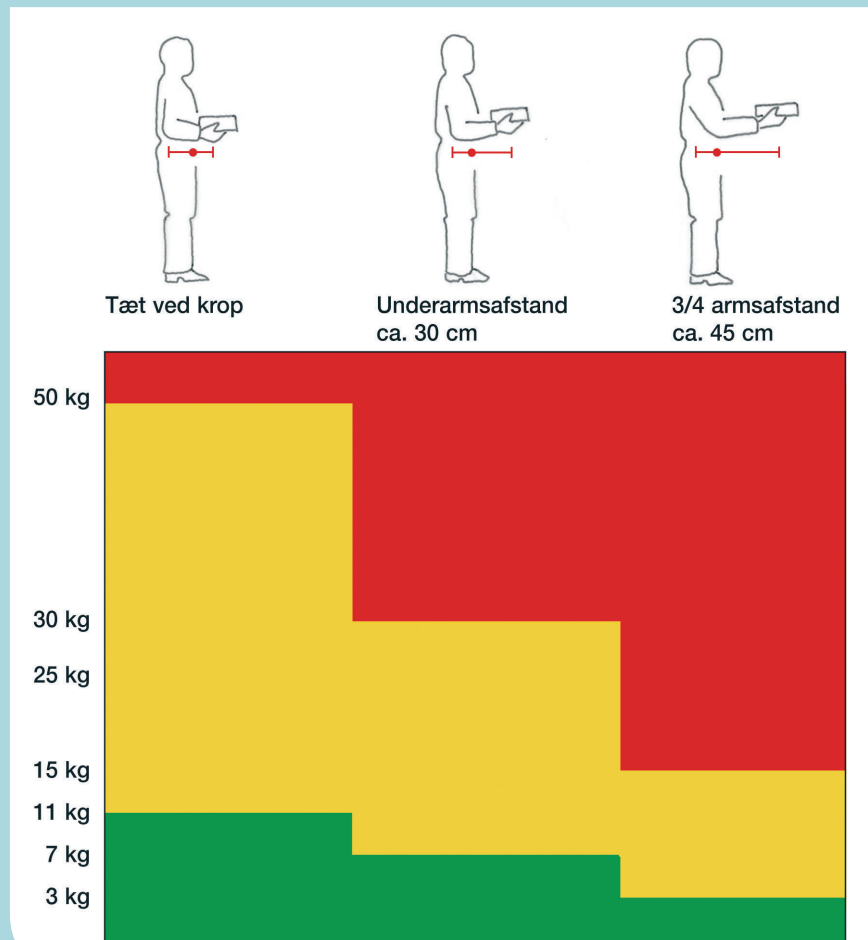 Tæt ved krop
Underarmsafstand
ca. 30 cm
3/4 armsafstand
ca. 45 cm
50 kg
30 kg
25 kg
15 kg
11 kg
7 kg
3 kg